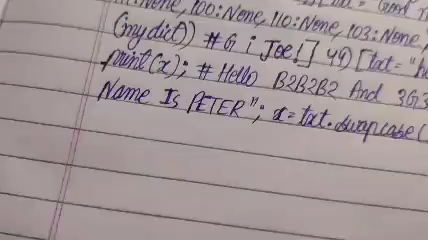 :None, 100:None, 110:None, 103:None,
(mydict)) # G i Joe!] 49) [txt = "h
print(x); # Hello B2B2B2 And 3G3
Name Is PETER"; x = txt.swapcase(